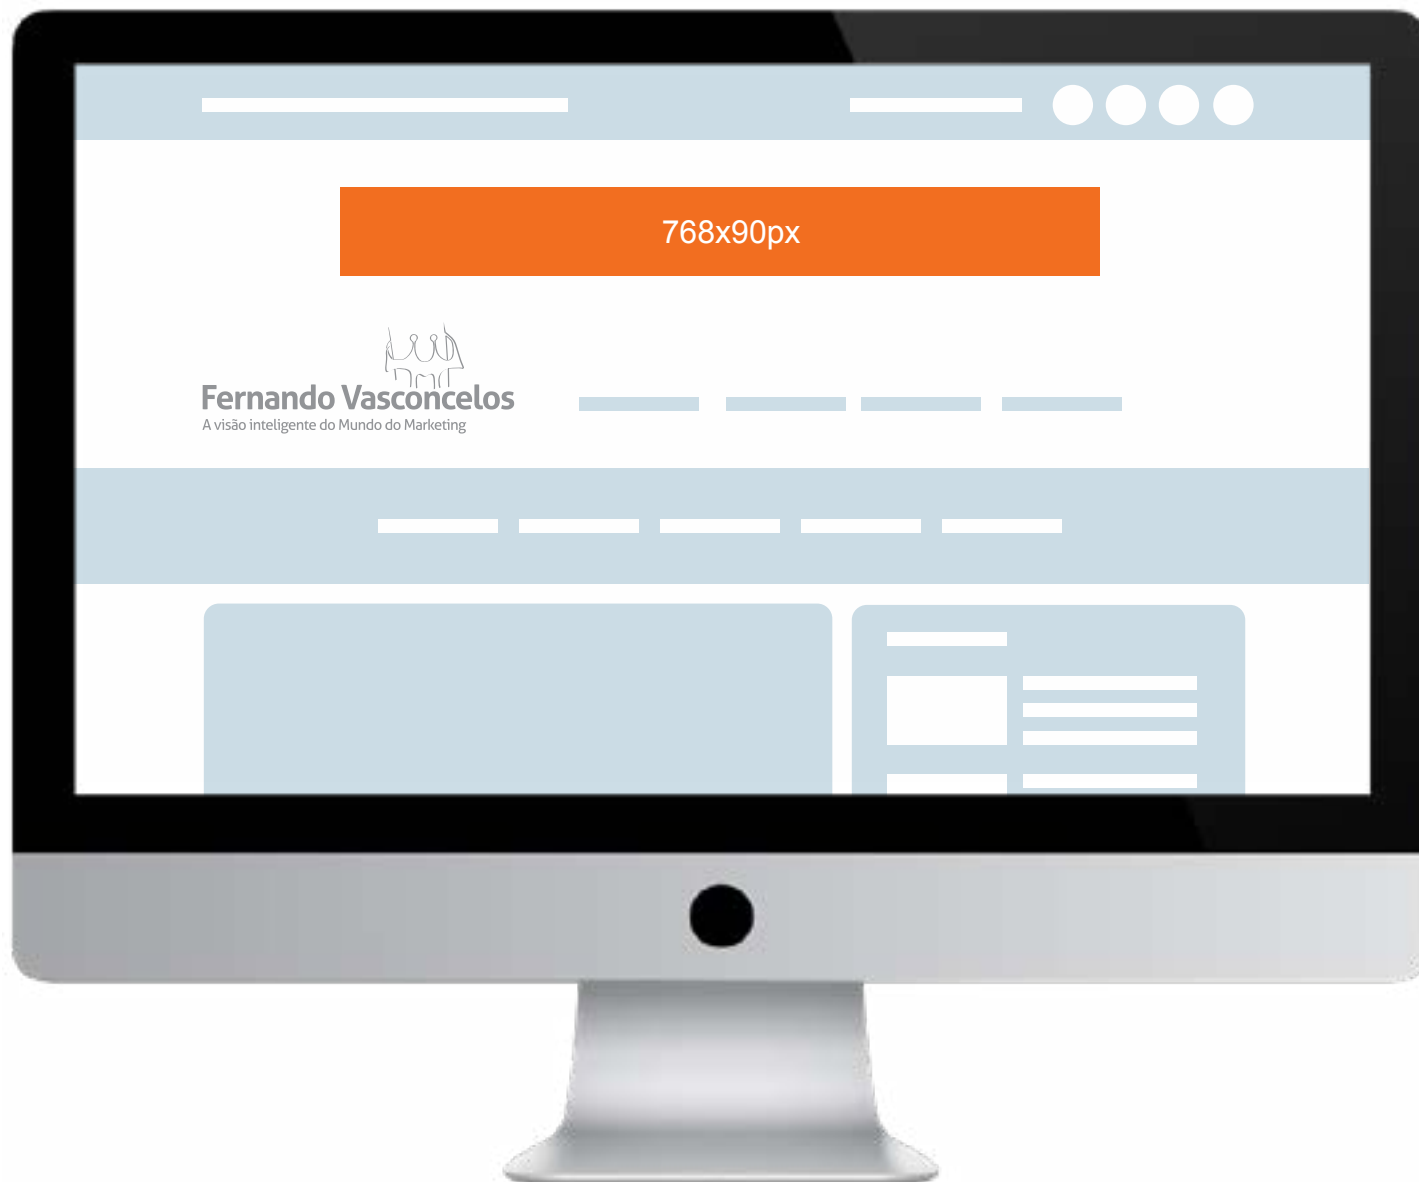 768x90px
Fernando Vasconcelos
A visão inteligente do Mundo do Marketing